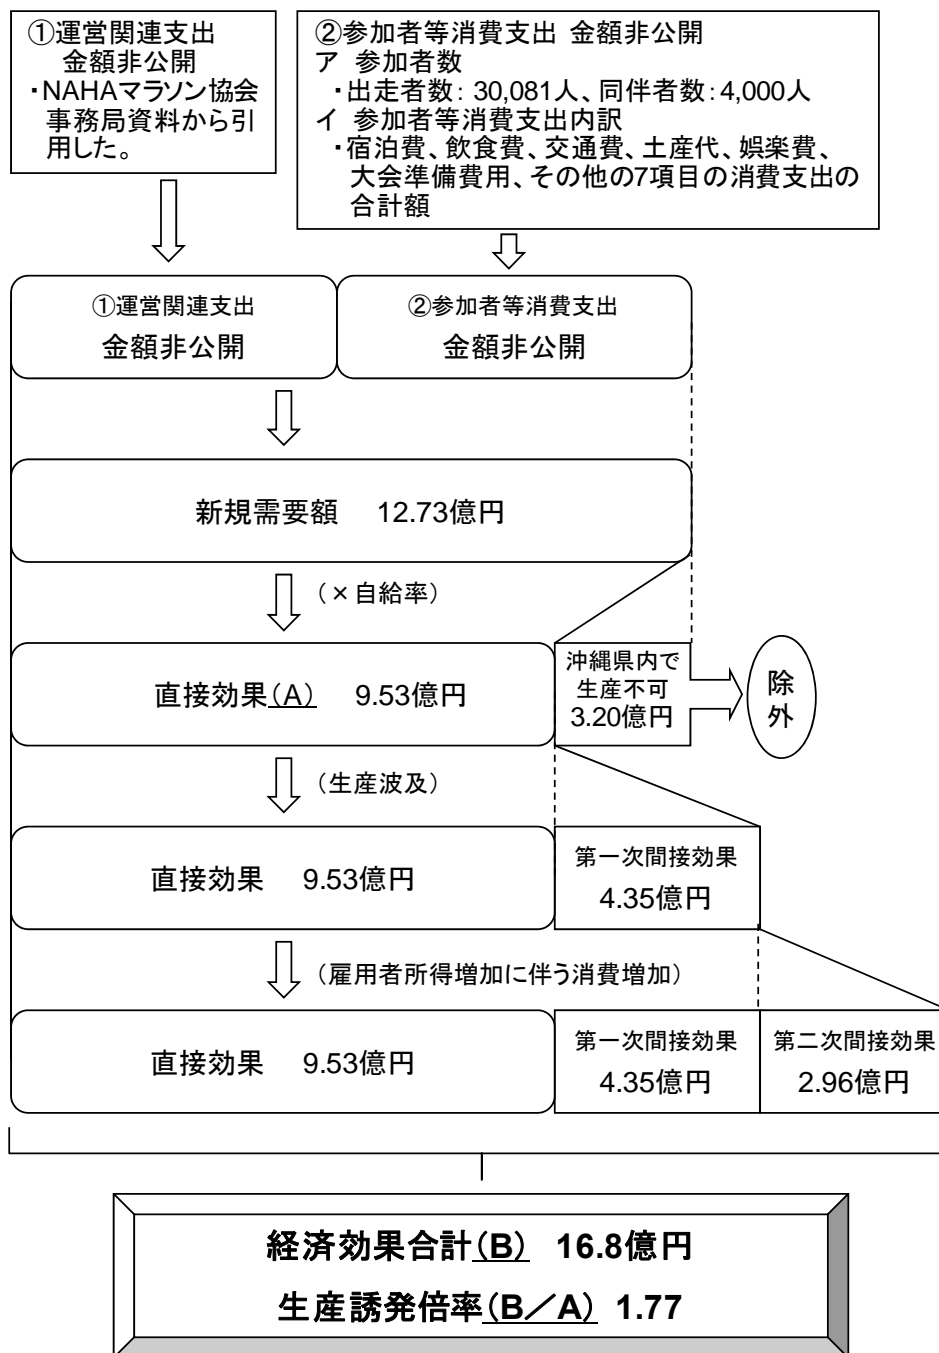 ①運営関連支出
金額非公開
・NAHAマラソン協会
事務局資料から引
用した。
②参加者等消費支出 金額非公開
ア 参加者数
・出走者数：30,081人、同伴者数：4,000人
イ 参加者等消費支出内訳
・宿泊費、飲食費、交通費、土産代、娯楽費、
大会準備費用、その他の7項目の消費支出の
合計額
①運営関連支出
金額非公開
②参加者等消費支出
金額非公開
新規需要額 12.73億円
（×自給率）
直接効果(A) 9.53億円
沖縄県内で
生産不可
3.20億円
除
外
（生産波及）
直接効果 9.53億円
第一次間接効果
4.35億円
（雇用者所得増加に伴う消費増加）
直接効果 9.53億円
第一次間接効果
4.35億円
第二次間接効果
2.96億円
経済効果合計(B) 16.8億円
生産誘発倍率(B／A) 1.77